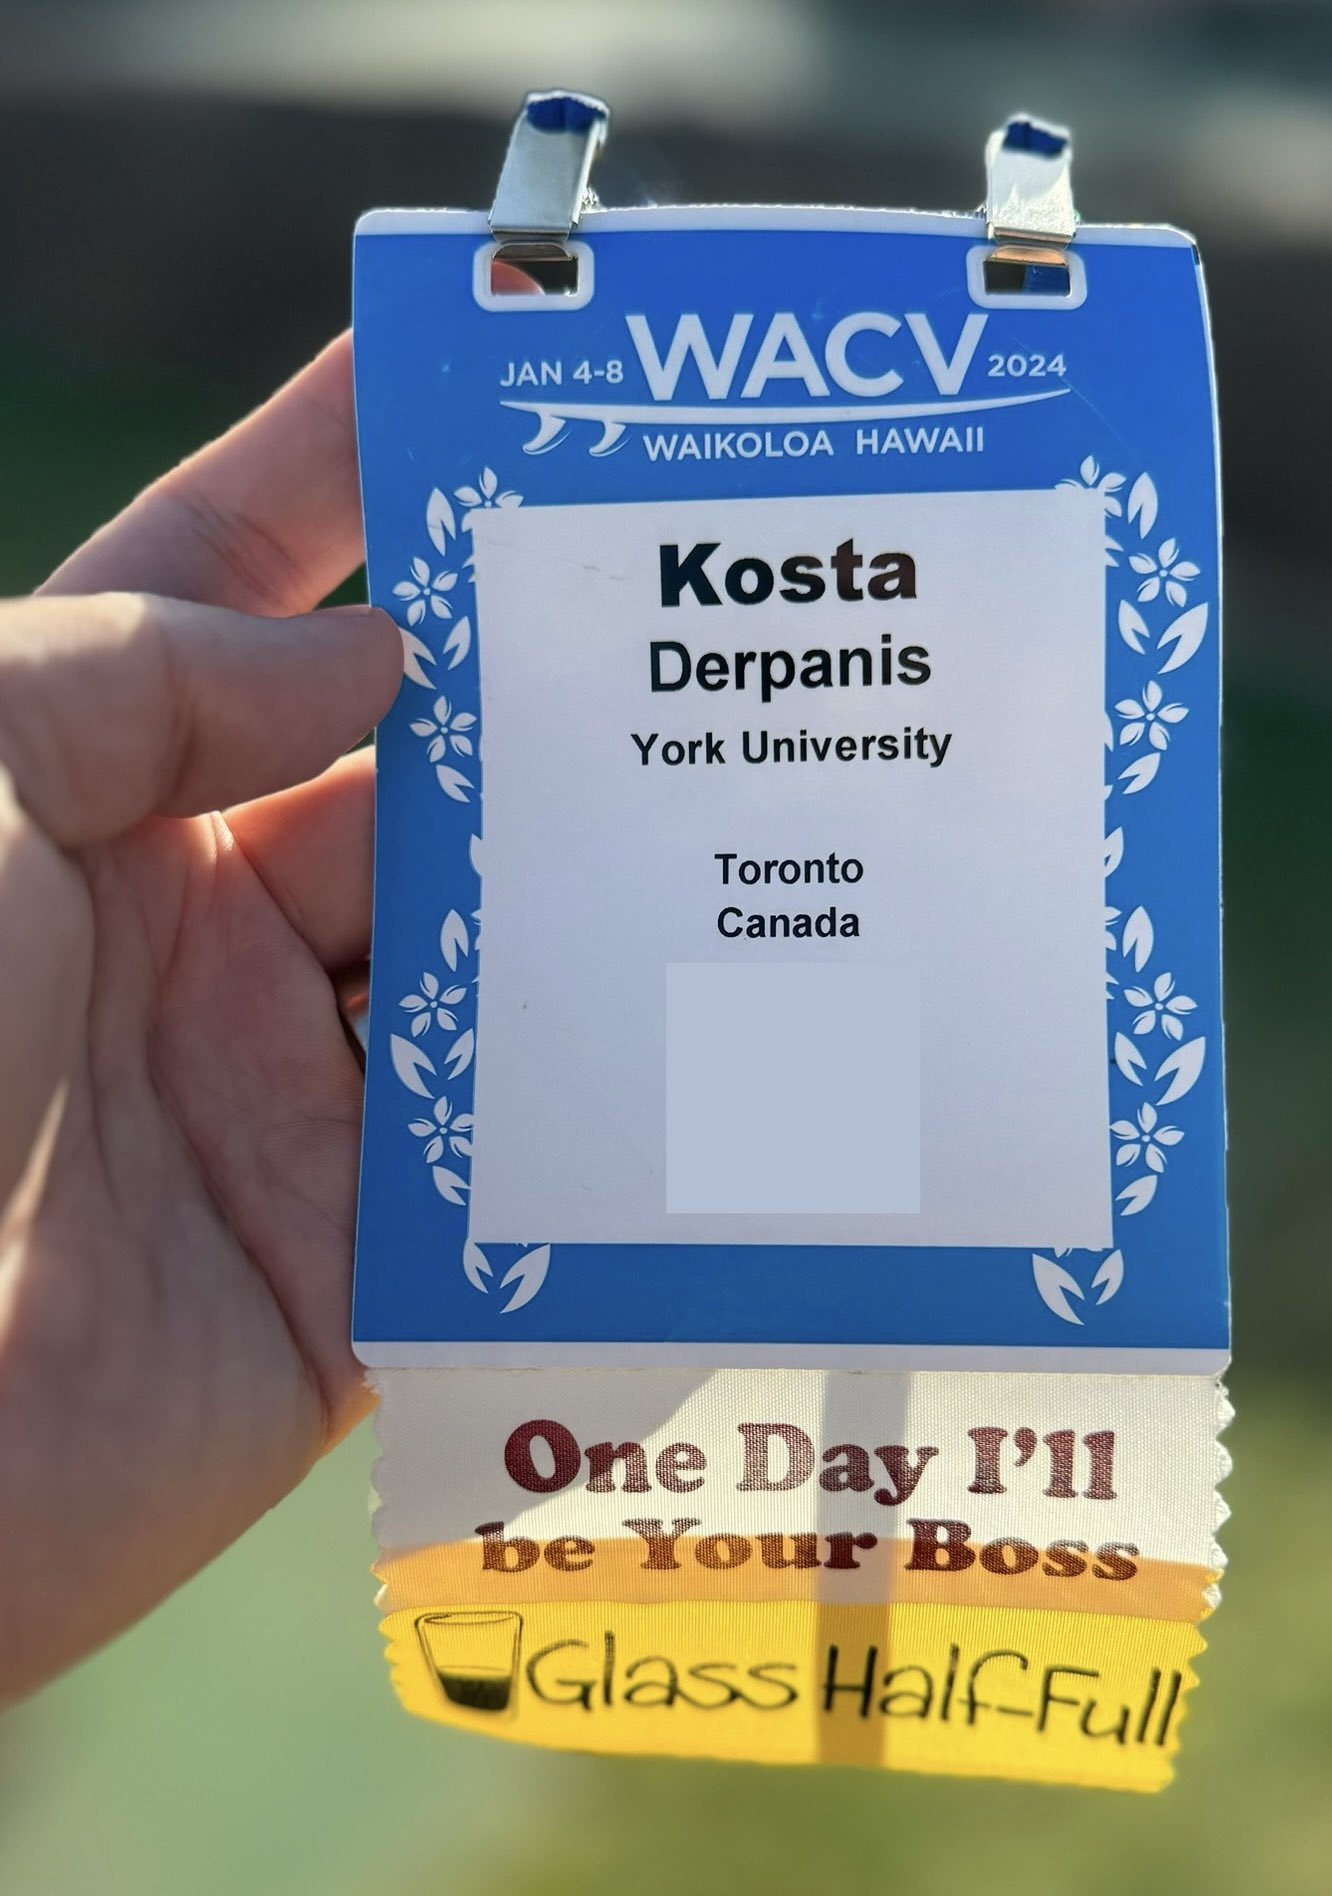 JAN 4-8 WACV 2024
WAIKOLOA HAWAII
Kosta
Derpanis
York University
Toronto
Canada
One Day I'll
be Your Boss
Glass Half-Full